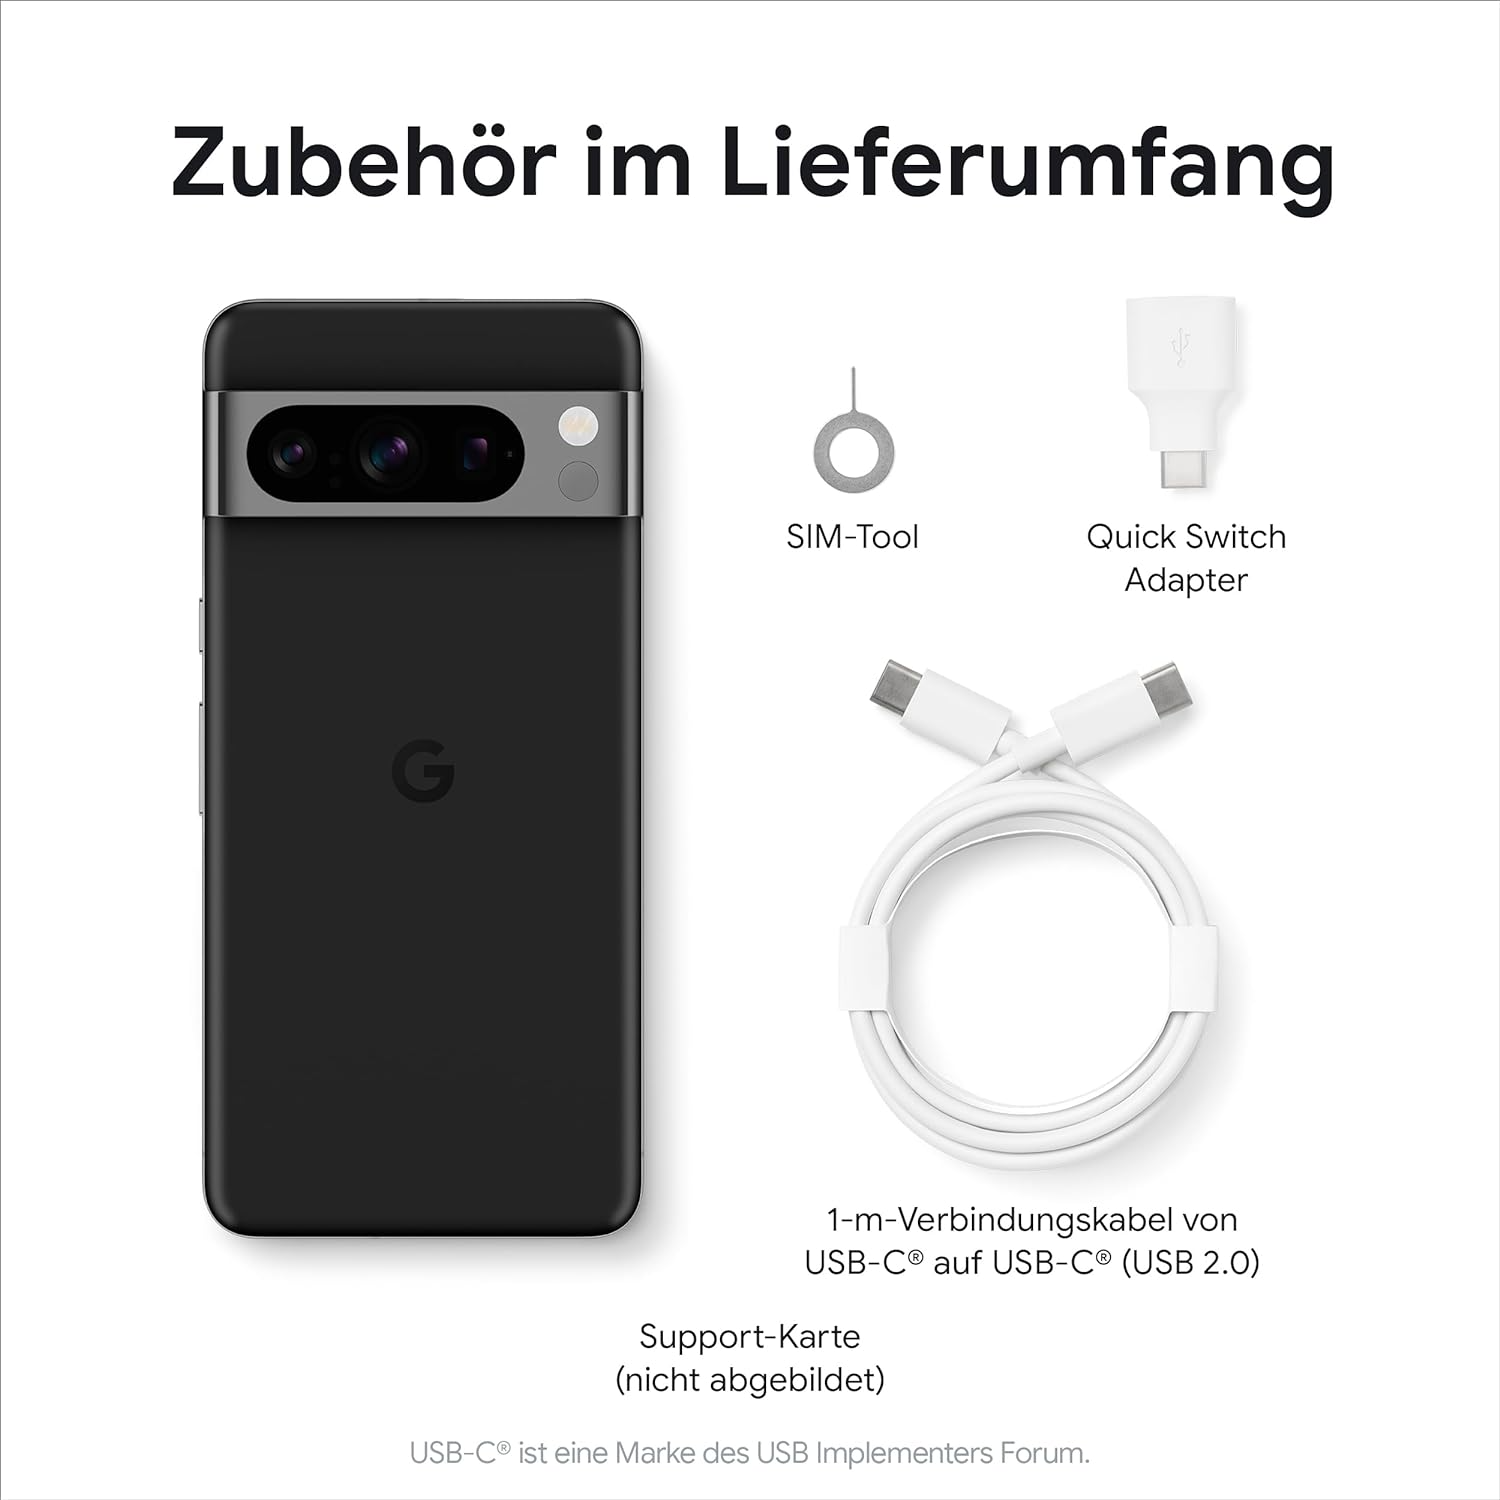 Zubehör im Lieferumfang
SIM-Tool
Quick Switch
Adapter
1-m-Verbindungskabel von
USB-C® auf USB-C® (USB 2.0)
Support-Karte
(nicht abgebildet)
USB-C® ist eine Marke des USB Implementers Forum.